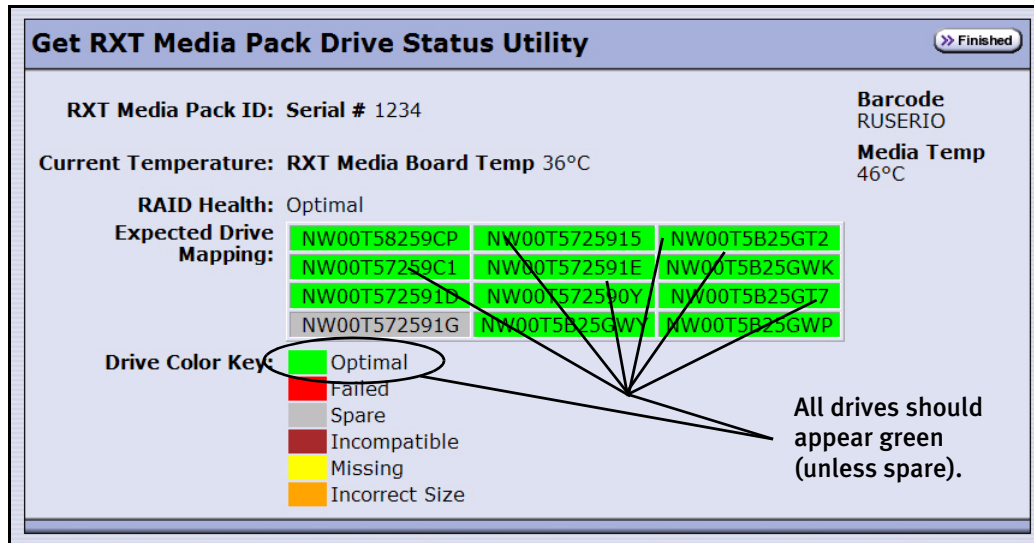 Get RXT Media Pack Drive Status Utility
>> Finished
RXT Media Pack ID: Serial # 1234
Barcode
RUSERIO
Current Temperature: RXT Media Board Temp 36°C
Media Temp
46°C
RAID Health: Optimal
Expected Drive
Mapping:
NW00T58259CP NW00T5725915 NW00T5B25GT2
NW00T57259C1 NW00T572591E NW00T5B25GWK
NW00T572591D NW00T572590Y NW00T5B25GT7
NW00T572591G NW00T5B25GWY NW00T5B25GWP
Drive Color Key:
Optimal
Failed
Spare
Incompatible
Missing
Incorrect Size
All drives should
appear green
(unless spare).